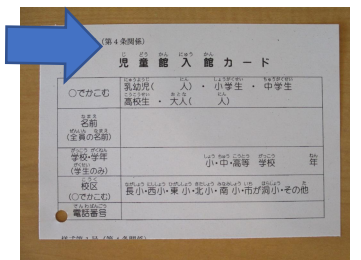 (第4条関係)
児童館入館カード
○でかこむ
乳幼児( 人)・小学生・中学生
高校生・大人( 人)
名前
(全員の名前)
学校・学年
(学生のみ)
小・中・高等 学校 年
校区
(○でかこむ)
長小・西小・東小・北小・南小・市が洞小・その他
電話番号